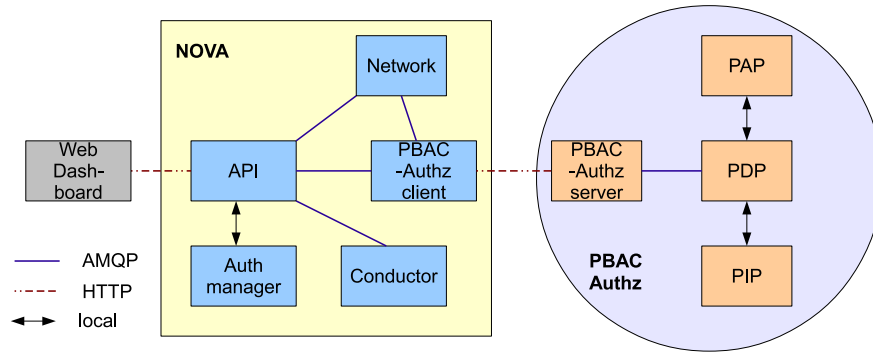 NOVA
Network
PAP
Web
Dash-
board
API
PBAC
-Authz
client
PBAC
-Authz
server
PDP
AMQP
HTTP
local
Auth
manager
Conductor
PBAC
Authz
PIP